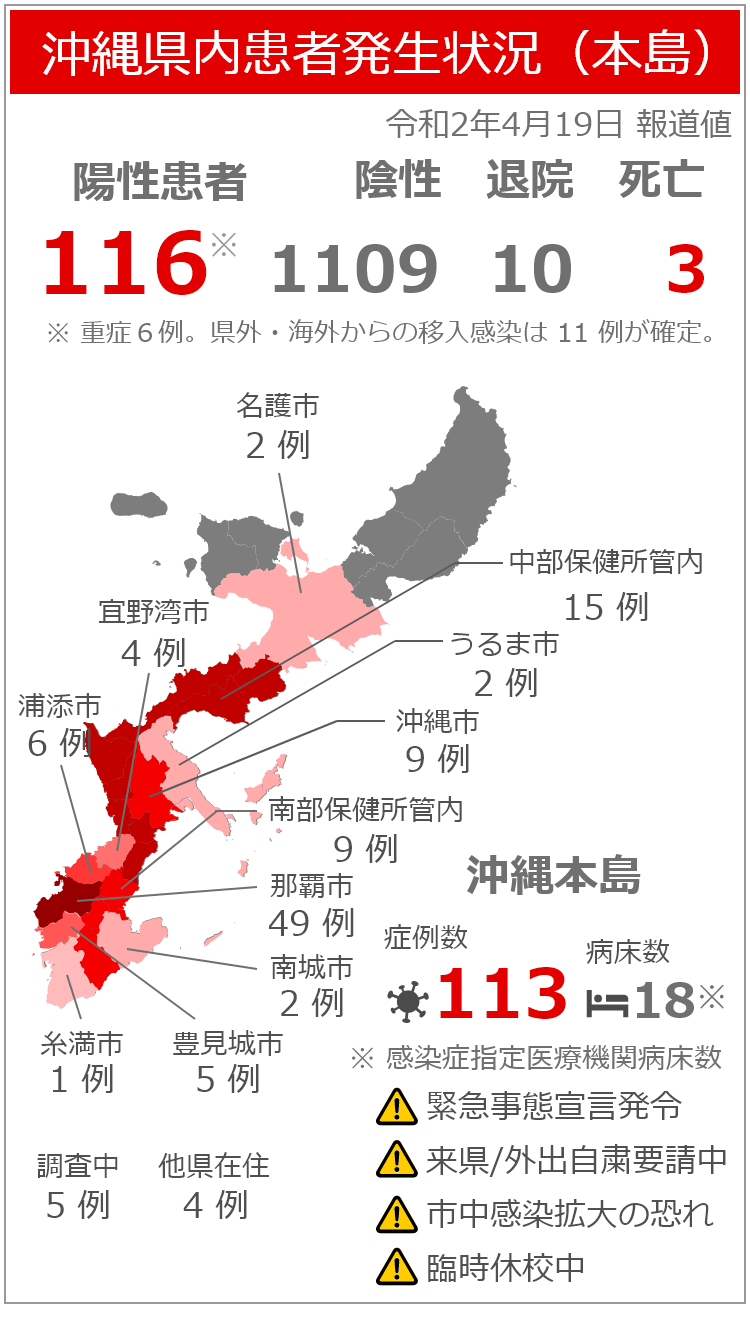 沖縄県内患者発生状況（本島）
令和2年4月19日 報道値
陽性患者 陰性 退院 死亡
116※ 1109 10 3
※ 重症６例。県外・海外からの移入感染は 11 例が確定。
名護市
2 例
中部保健所管内
15 例
宜野湾市
4 例
うるま市
2 例
浦添市
6 例
沖縄市
9 例
南部保健所管内
9 例
那覇市
49 例
南城市
2 例
糸満市
1 例
豊見城市
5 例
調査中
5 例
他県在住
4 例
沖縄本島
症例数 病床数
113 18※
※ 感染症指定医療機関病床数
緊急事態宣言発令
来県/外出自粛要請中
市中感染拡大の恐れ
臨時休校中